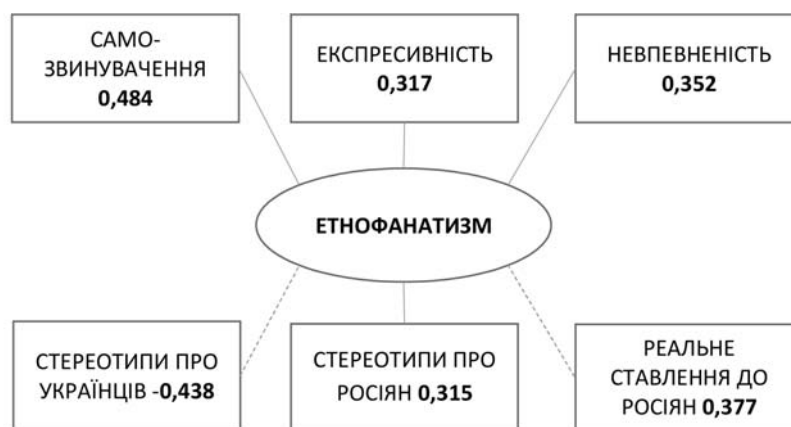 САМО-
ЗВИНУВАЧЕННЯ
0,484
ЕКСПРЕСИВНІСТЬ
0,317
НЕВПЕВНЕНІСТЬ
0,352
ЕТНОФАНАТИЗМ
СТЕРЕОТИПИ ПРО
УКРАЇНЦІВ -0,438
СТЕРЕОТИПИ ПРО
РОСІЯН 0,315
РЕАЛЬНЕ
СТАВЛЕННЯ ДО
РОСІЯН 0,377